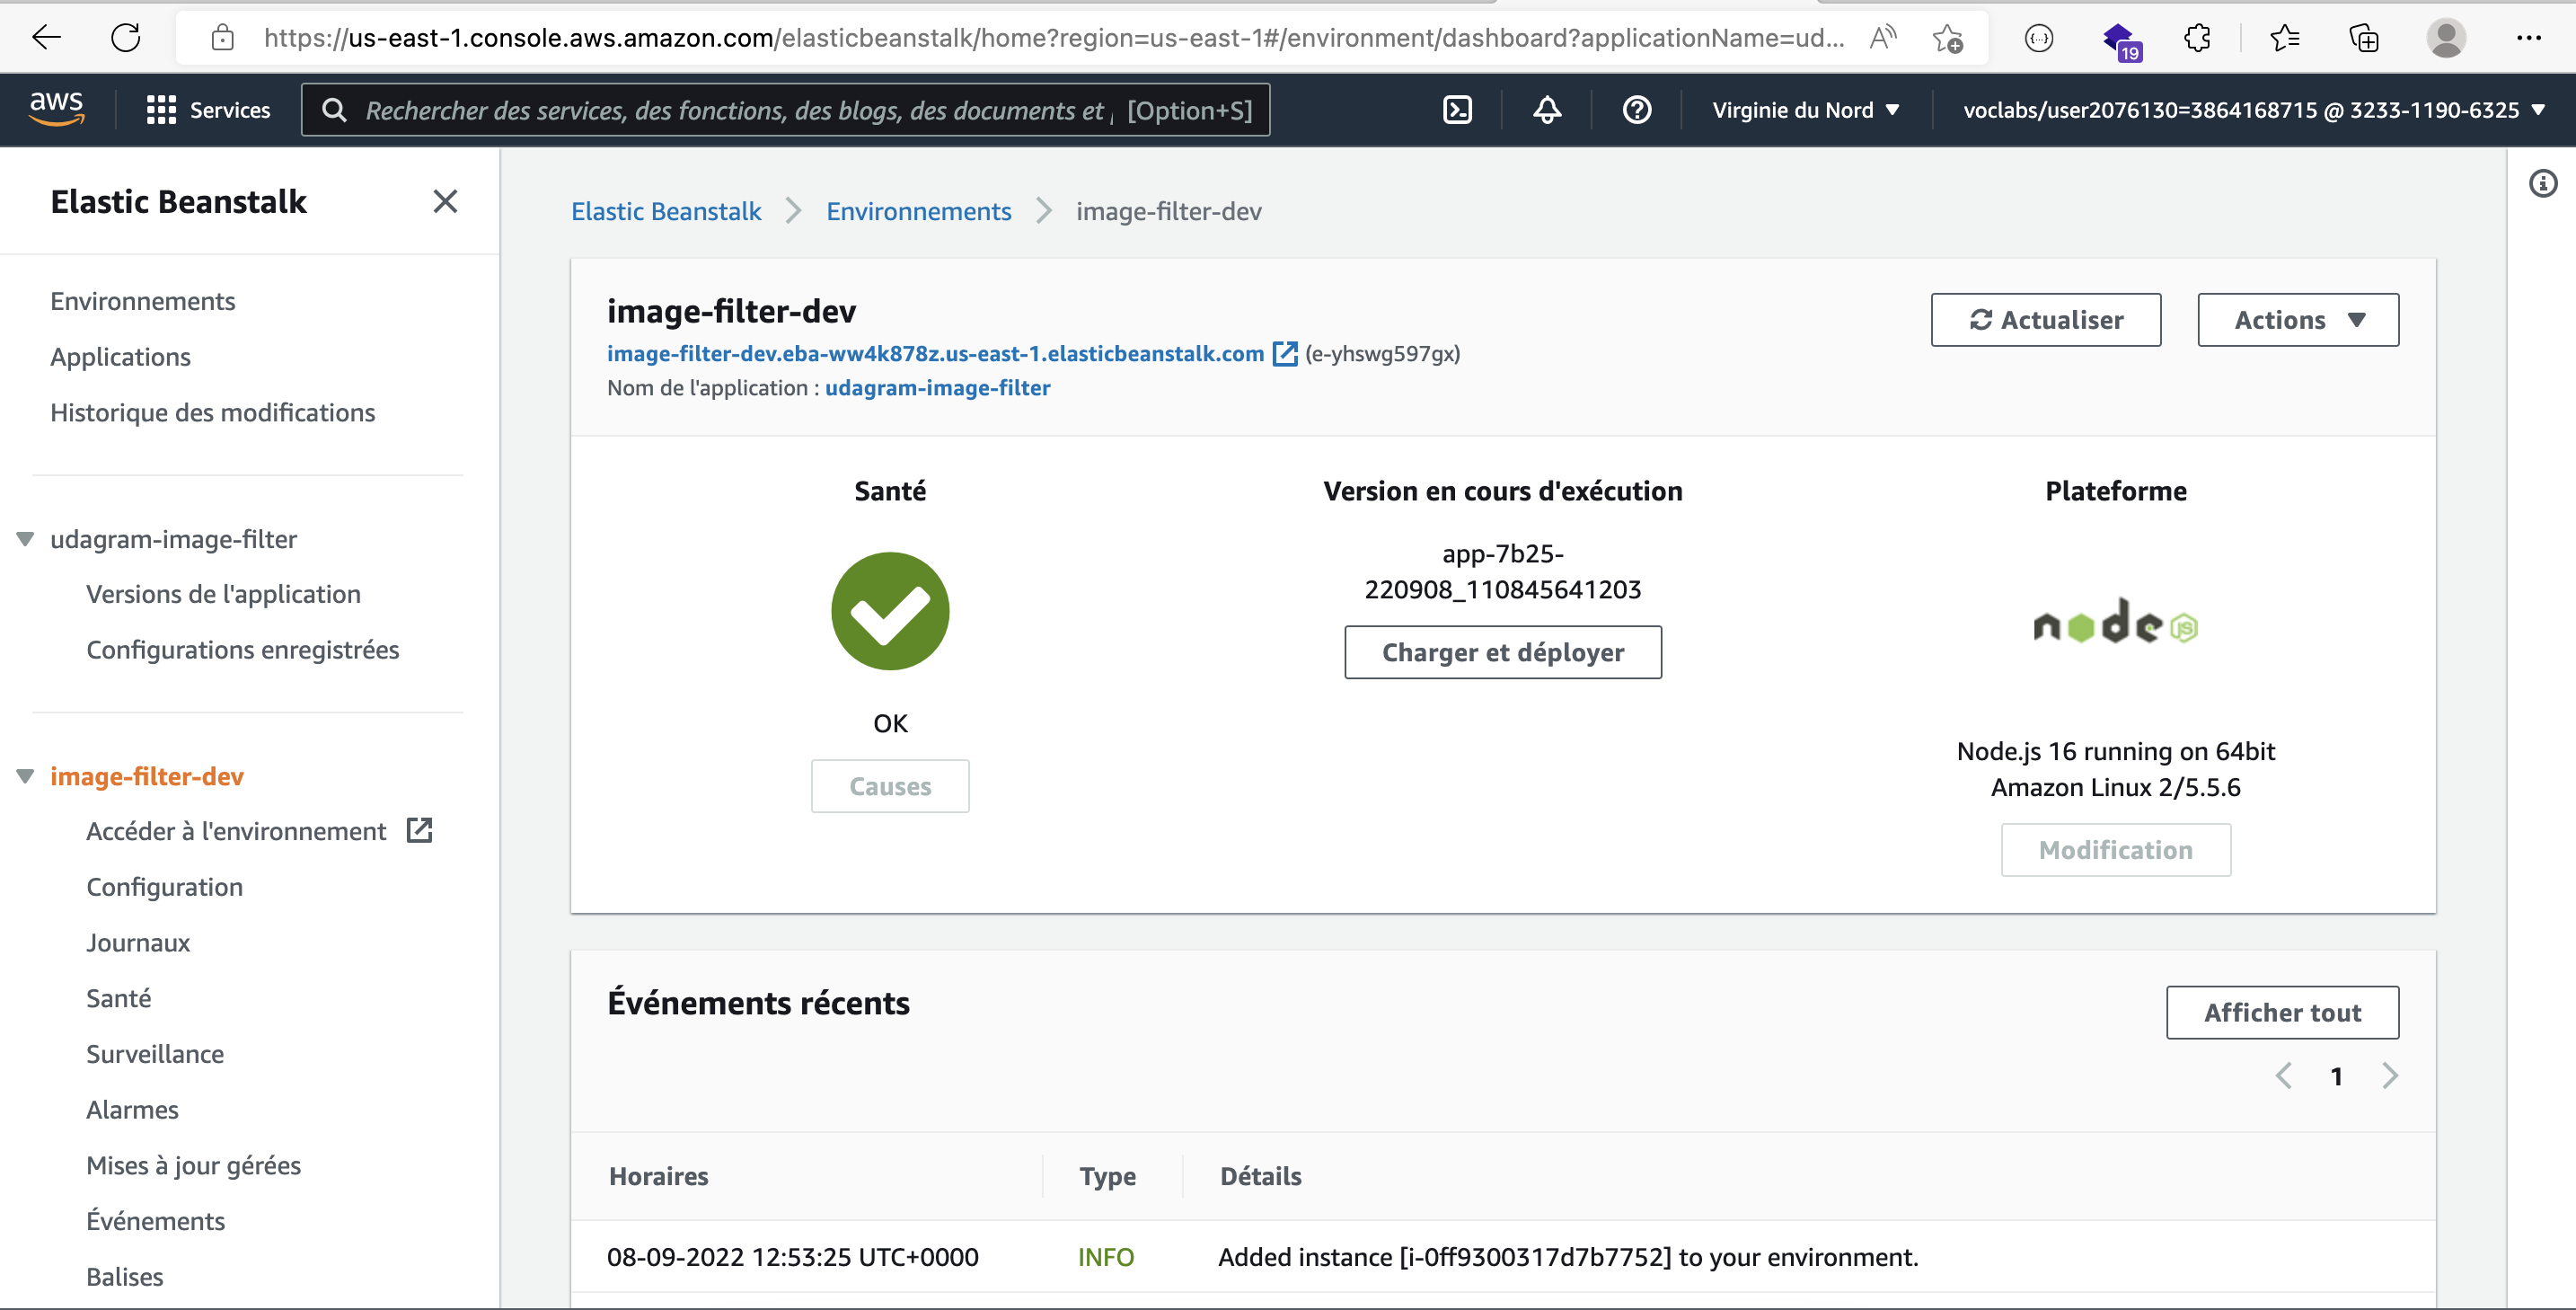 https://us-east-1.console.aws.amazon.com/elasticbeanstalk/home?region=us-east-1#/environment/dashboard?applicationName=ud...
19
aws
Services
Rechercher des services, des fonctions, des blogs, des documents et
[Option+S]
Virginie du Nord
voclabs/user2076130=3864168715 @ 3233-1190-6325
Elastic Beanstalk
Environnements
Applications
Historique des modifications
udagram-image-filter
Versions de l'application
Configurations enregistrées
image-filter-dev
Accéder à l'environnement
Configuration
Journaux
Santé
Surveillance
Alarmes
Mises à jour gérées
Événements
Balises
Elastic Beanstalk > Environnements > image-filter-dev
image-filter-dev
image-filter-dev.eba-ww4k878z.us-east-1.elasticbeanstalk.com (e-yhswg597gx)
Nom de l'application : udagram-image-filter
Actualiser
Actions
Santé
OK
Causes
Version en cours d'exécution
app-7b25-
220908_110845641203
Charger et déployer
Plateforme
node JS
Node.js 16 running on 64bit
Amazon Linux 2/5.5.6
Modification
Événements récents
Afficher tout
1
Horaires Type Détails
08-09-2022 12:53:25 UTC+0000 INFO Added instance [i-0ff9300317d7b7752] to your environment.